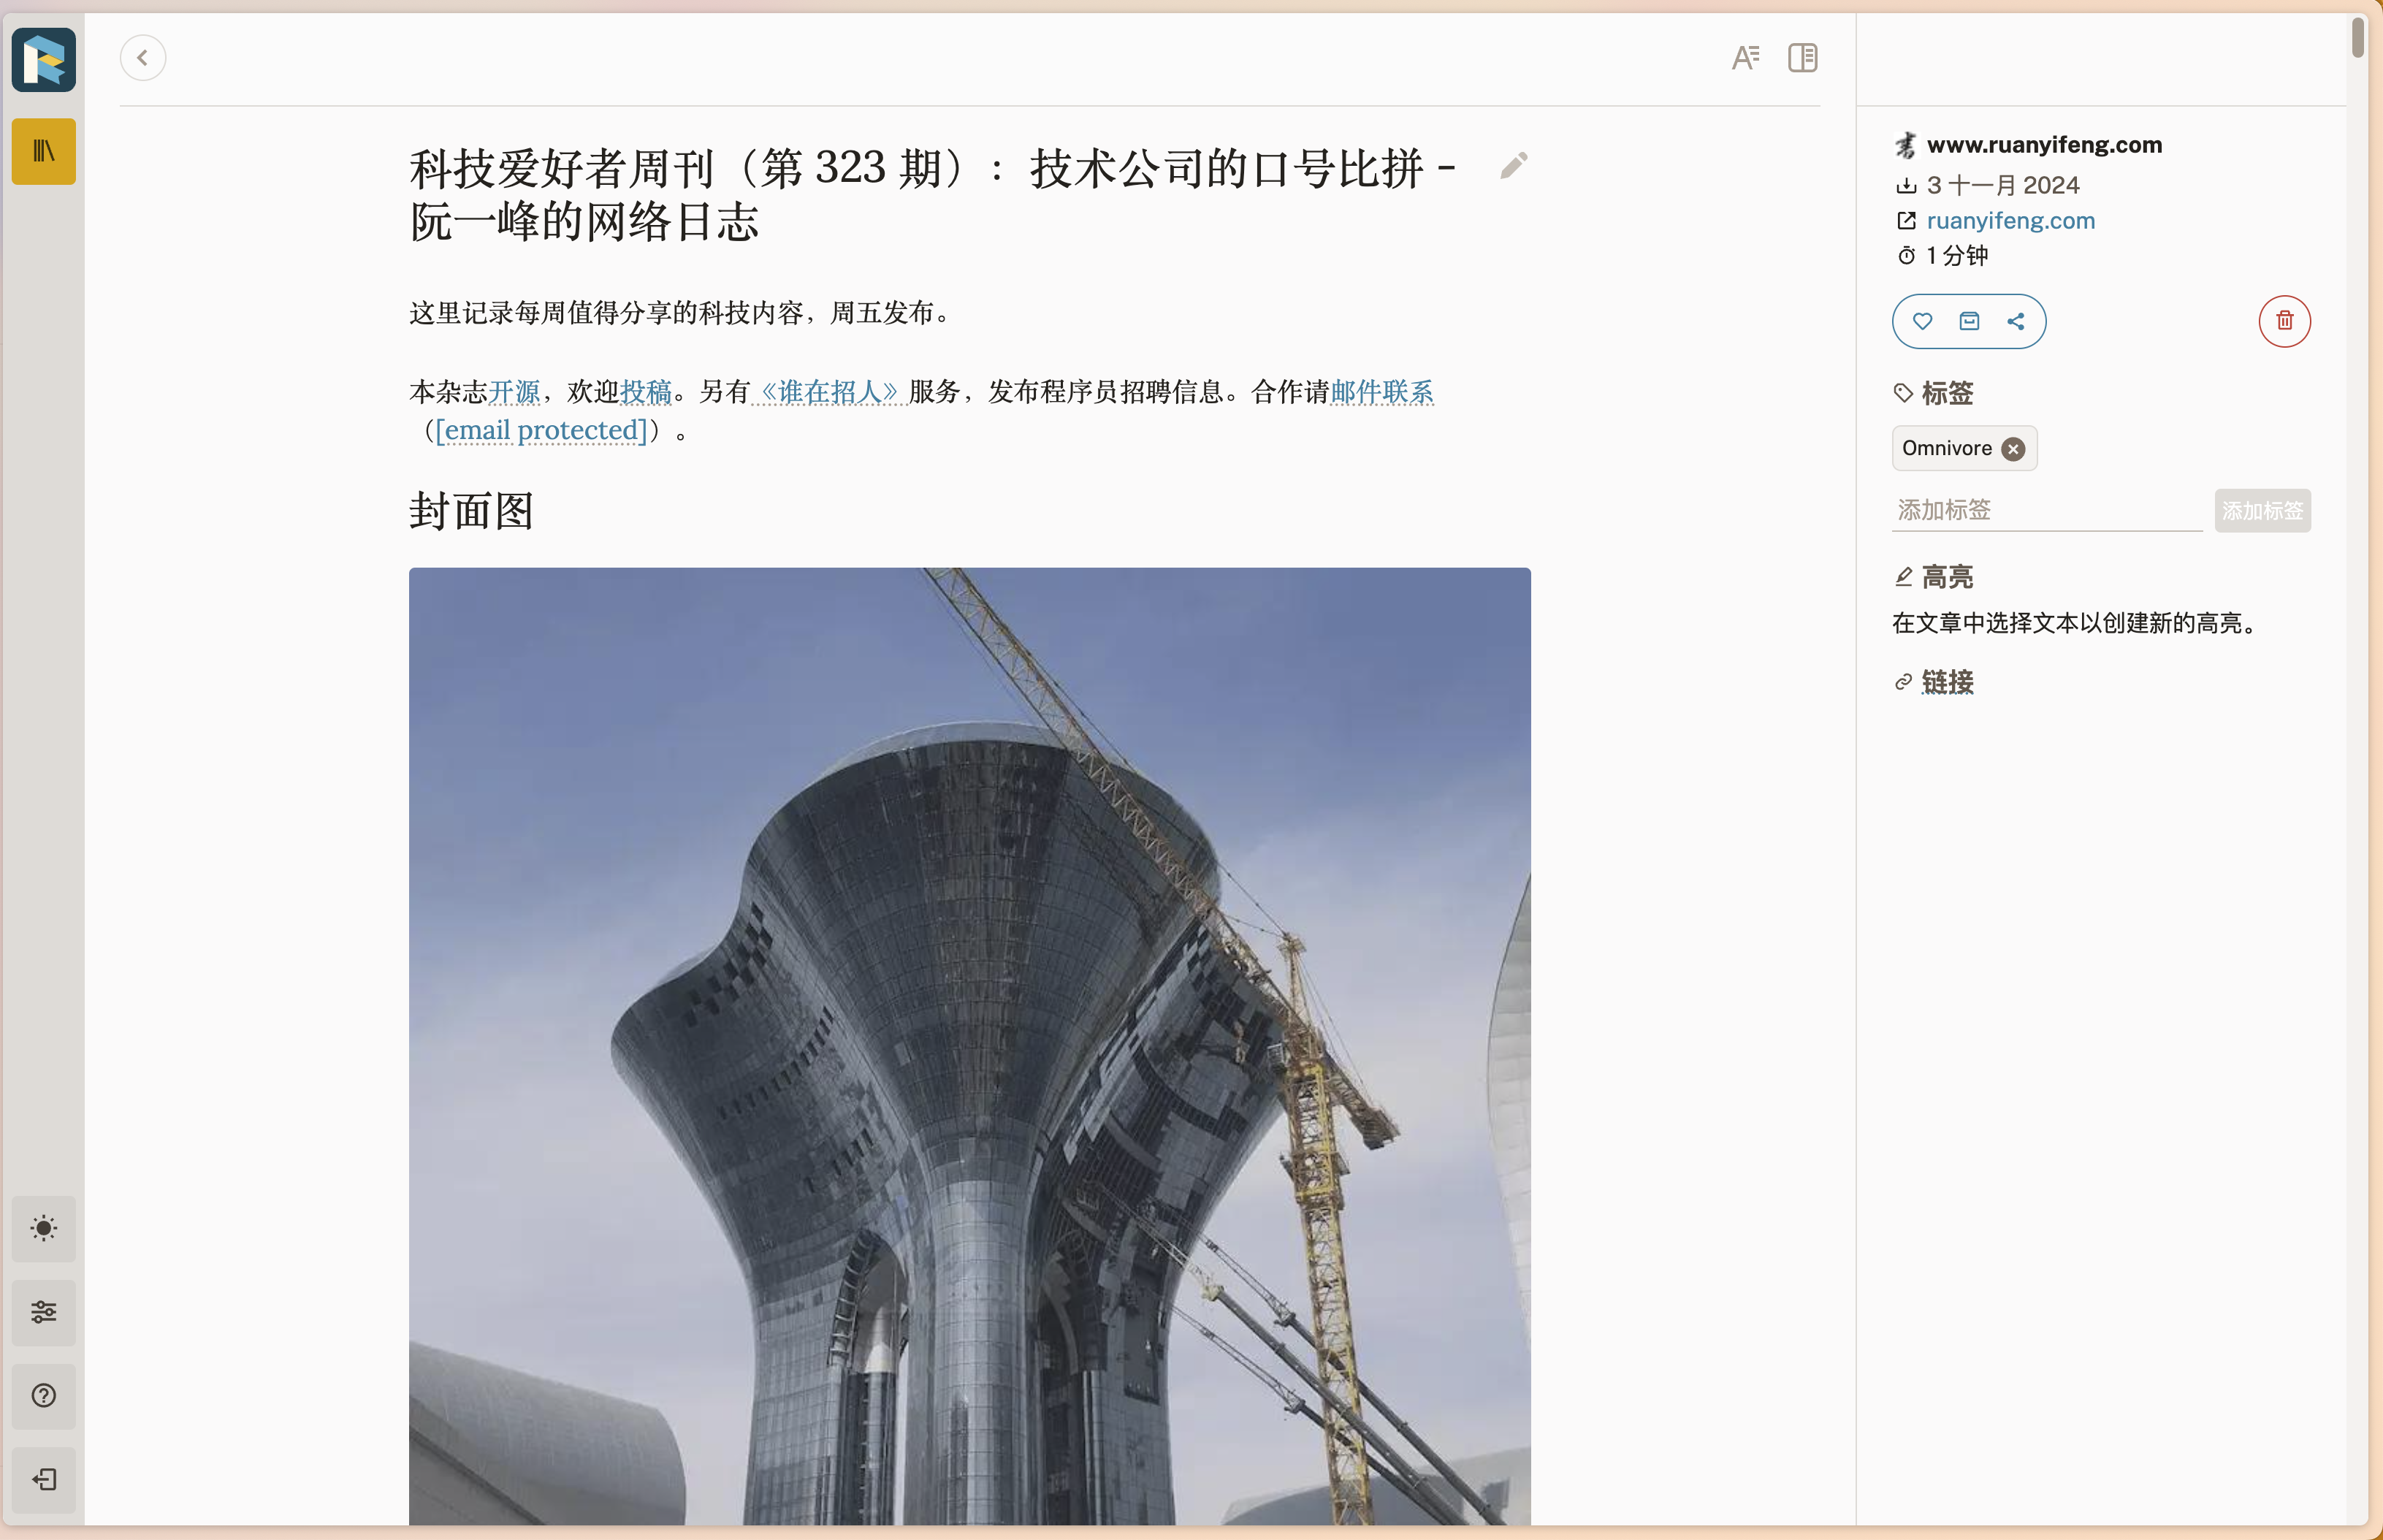 科技爱好者周刊（第 323 期）：技术公司的口号比拼 -
阮一峰的网络日志
这里记录每周值得分享的科技内容，周五发布。
本杂志开源，欢迎投稿。另有《谁在招人》服务，发布程序员招聘信息。合作请邮件联系
（[email protected]）。
封面图
www.ruanyifeng.com
3 十一月 2024
ruanyifeng.com
1 分钟
标签
Omnivore
添加标签 添加标签
高亮
在文章中选择文本以创建新的高亮。
链接